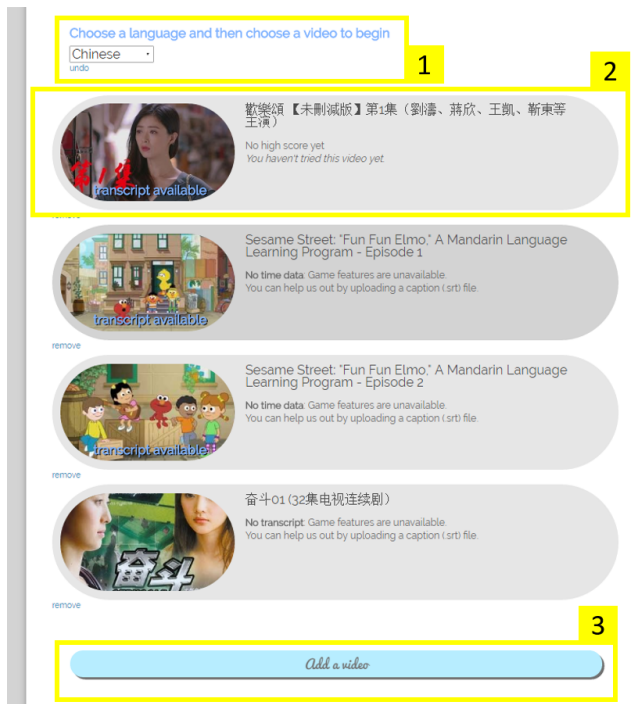 Choose a language and then choose a video to begin
Chinese
undo
1
2
歡樂頌 【未刪減版】第1集（劉濤、蔣欣、王凱、靳東等
主演）
No high score yet
You haven't tried this video yet
第1集
transcript available
Sesame Street: "Fun Fun Elmo," A Mandarin Language
Learning Program - Episode 1
No time data: Game features are unavailable.
You can help us out by uploading a caption (.srt) file.
transcript available
remove
Sesame Street: "Fun Fun Elmo," A Mandarin Language
Learning Program - Episode 2
No time data: Game features are unavailable.
You can help us out by uploading a caption (.srt) file.
transcript available
remove
奋斗01 (32集电视连续剧）
No transcript: Game features are unavailable.
You can help us out by uploading a caption (.srt) file.
奋斗
remove
3
Add a video